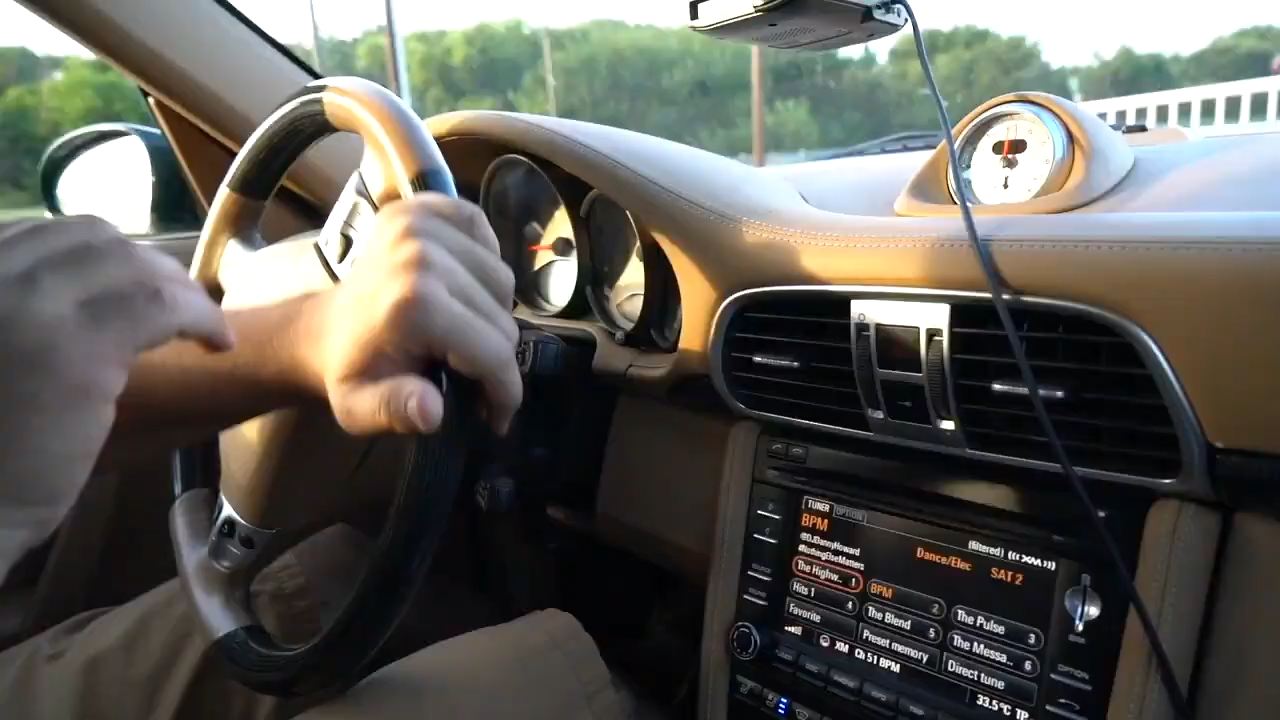 TUNER OPTION
BPM
(filtered) ((XM))
@DJDannyHoward
#NothingElseMatters
Dance/Elec SAT 2
The Highw.. 1
BPM 2
The Pulse 3
Hits 1 4
The Blend 5
The Messa.. 6
Favorite
Preset memory
Direct tune
XM Ch 51 BPM
33.5°C TP
OPTION